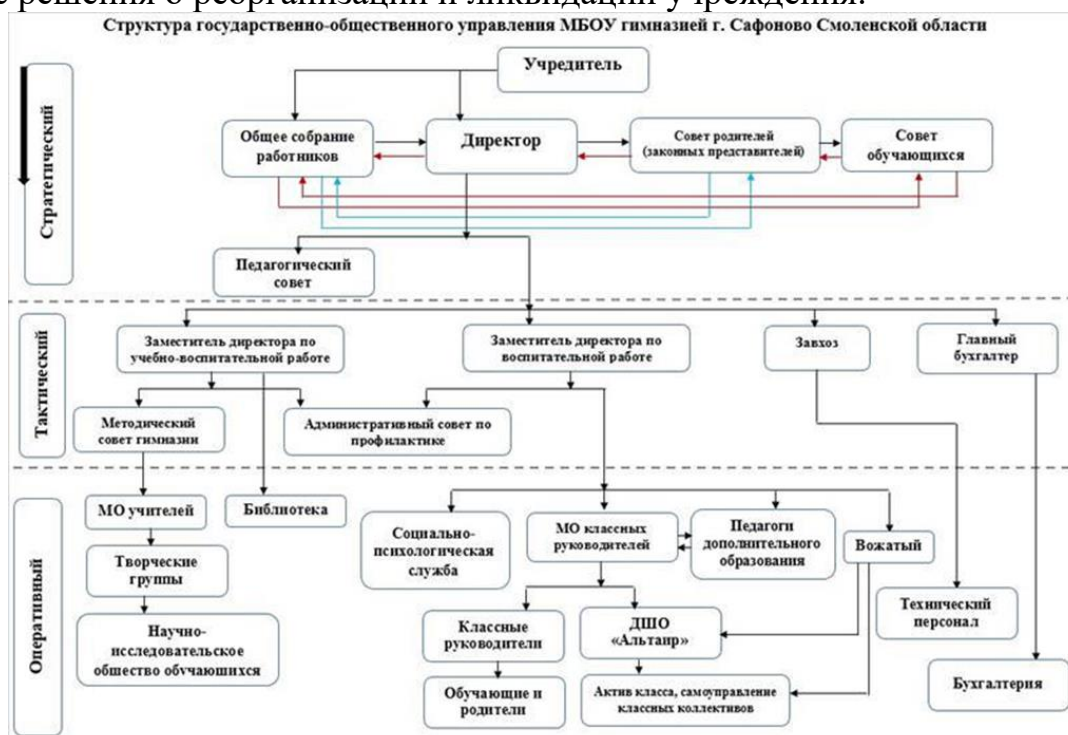 решения о реорганизации и ликвидации учреждения.
Структура государственно-общественного управления МБОУ гимназией г. Сафоново Смоленской области
Стратегический
Учредитель
Общее собрание
работников
Директор
Совет родителей
(законных представителей)
Совет
обучающихся
Педагогический
совет
Тактический
Заместитель директора по
учебно-воспитательной работе
Заместитель директора по
воспитательной работе
Завхоз
Главный
бухгалтер
Методический
совет гимназии
Административный совет по
профилактике
Оперативный
МО учителей
Библиотека
Социально-
психологическая
служба
МО классных
руководителей
Педагоги
дополнительного
образования
Вожатый
Творческие
группы
Технический
персонал
Научно-
исследовательское
общество обучающихся
Классные
руководители
ДШО
«Альтаир»
Бухгалтерия
Обучающие и
родители
Актив класса, самоуправление
классных коллективов